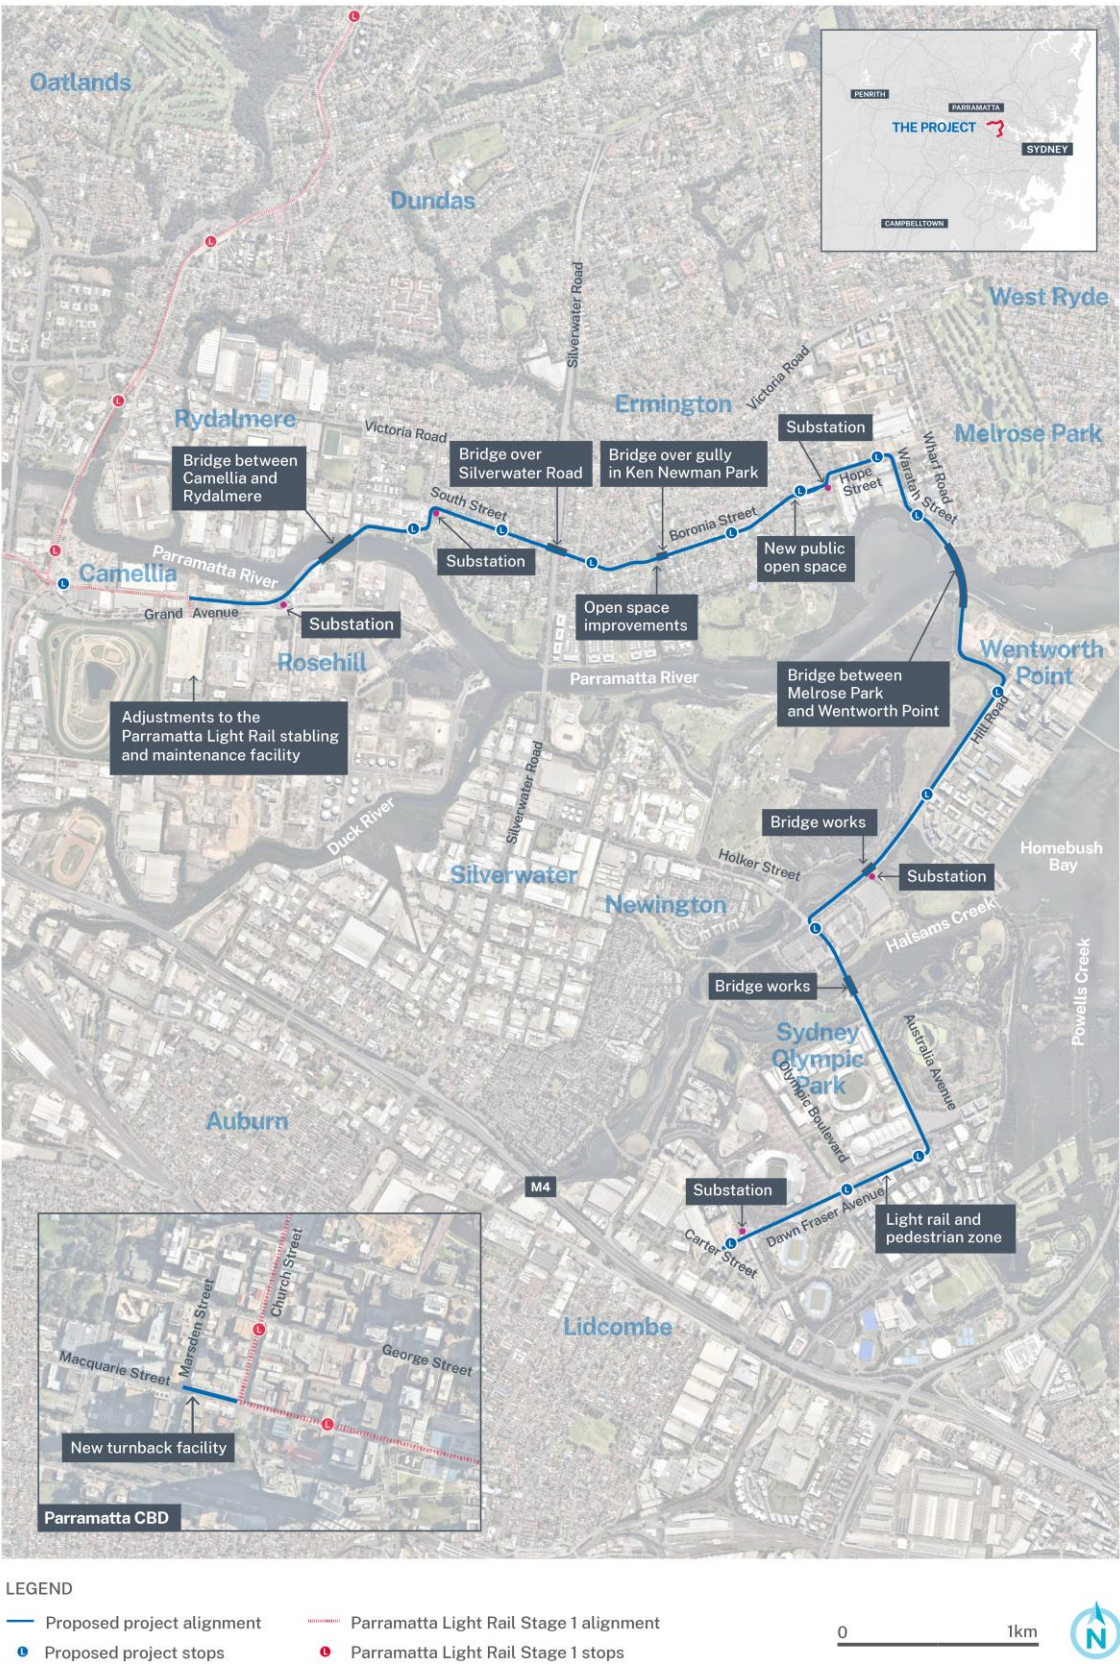 Oatlands
PENRITH
PARRAMATTA
THE PROJECT
SYDNEY
CAMPBELLTOWN
Dundas
West Ryde
Silverwater Road
Victoria Road
Ermington
Rydalmere
Victoria Road
Substation
Melrose Park
Wharf Road
Waratah Street
Hope
Street
Bridge between
Camellia and
Rydalmere
Bridge over
Silverwater Road
Bridge over gully
in Ken Newman Park
South Street
Boronia Street
Substation
New public
open space
Parramatta River
Camellia
Grand Avenue
Substation
Open space
improvements
Rosehill
Parramatta River
Wentworth
Point
Bridge between
Melrose Park
and Wentworth Point
Hill Road
Adjustments to the
Parramatta Light Rail stabling
and maintenance facility
Silverwater Road
Duck River
Bridge works
Holker Street
Substation
Homebush
Bay
Silverwater
Newington
Halsams Creek
Powells Creek
Bridge works
Sydney
Olympic
Park
Olympic Boulevard
Australia Avenue
Auburn
M4
Substation
Dawn Fraser Avenue
Carter Street
Light rail and
pedestrian zone
Lidcombe
Marsden Street
Church Street
Macquarie Street
George Street
New turnback facility
Parramatta CBD
LEGEND
L
Proposed project alignment
Parramatta Light Rail Stage 1 alignment
Proposed project stops
Parramatta Light Rail Stage 1 stops
0 1km
N